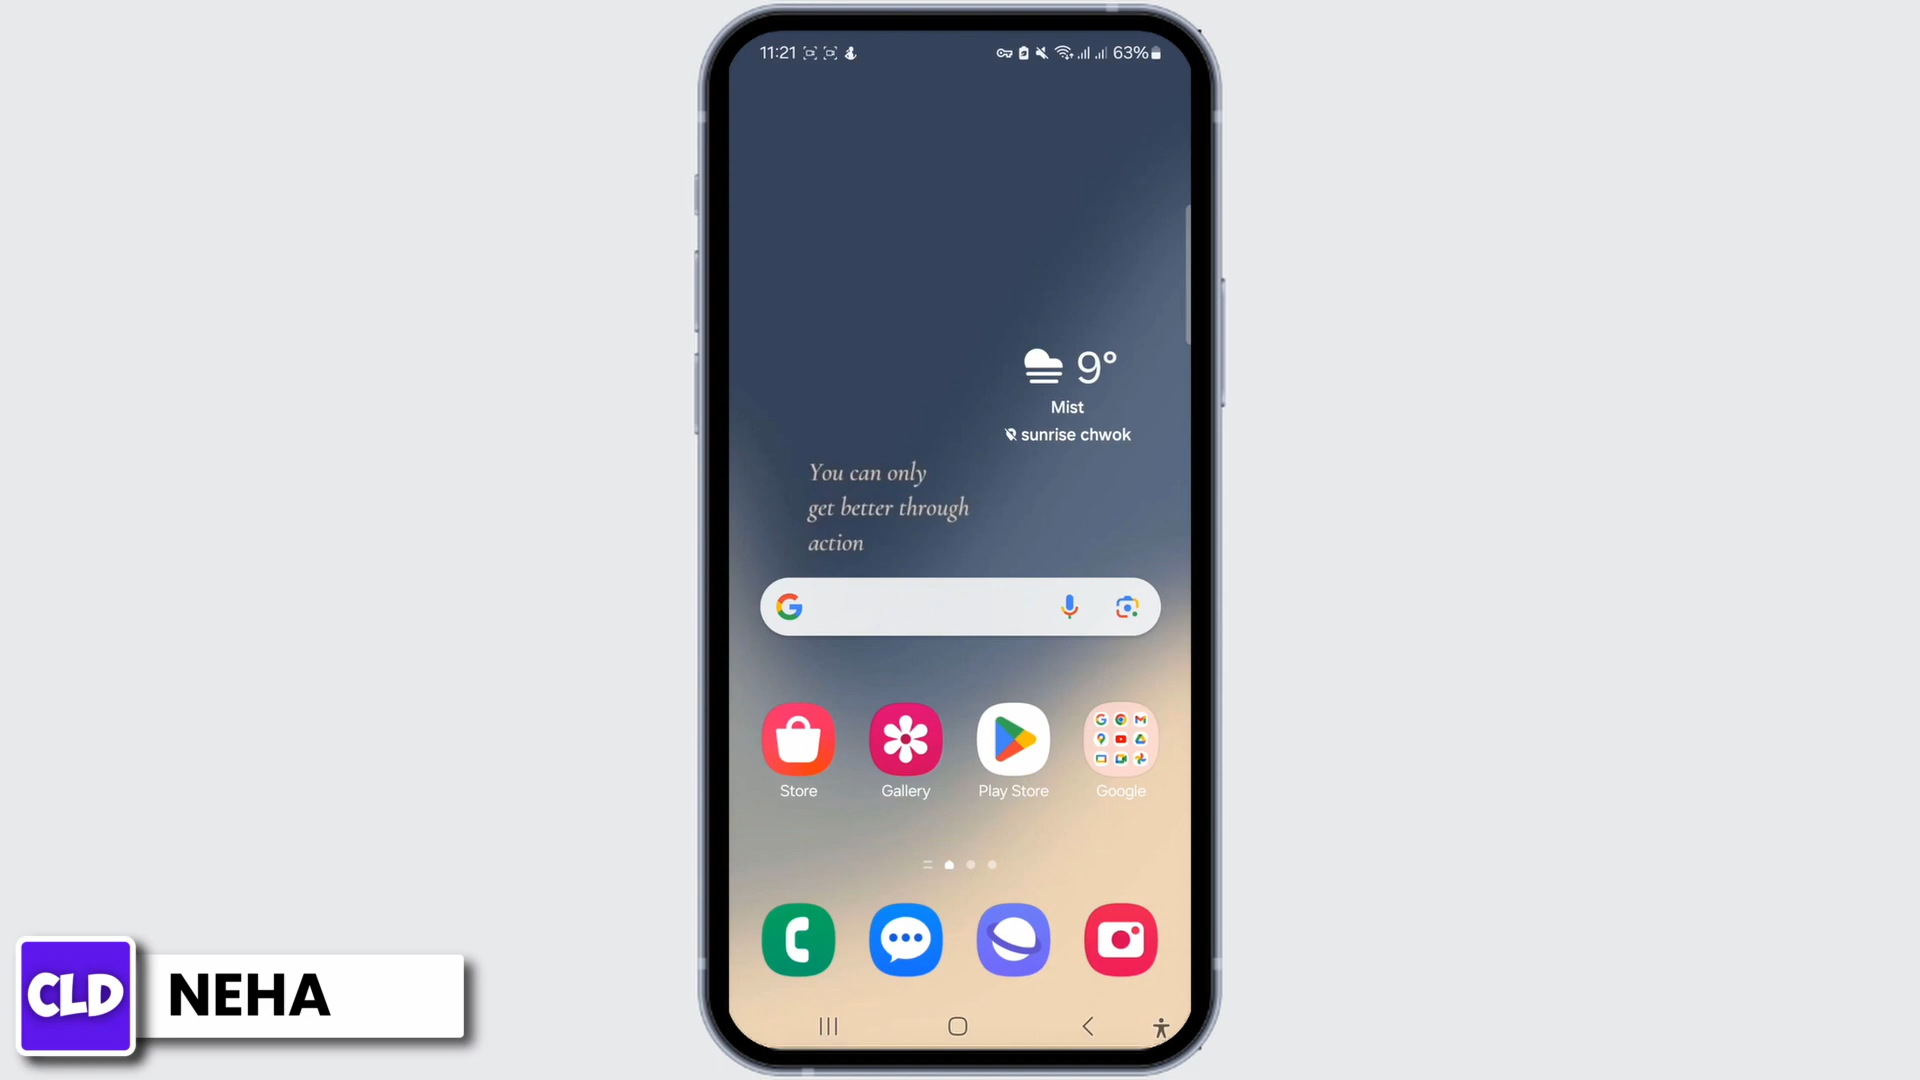 11:21
63%
9°
Mist
sunrise chwok
You can only
get better through
action
Store
Gallery
Play Store
Google
CLD
NEHA